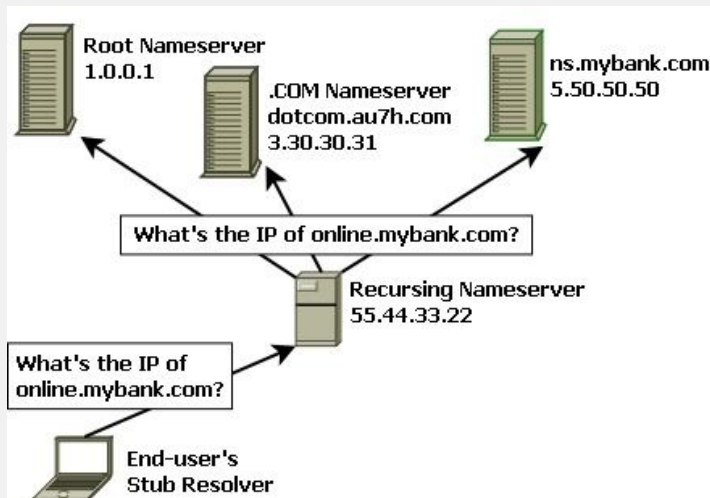 Root Nameserver
1.0.0.1
.COM Nameserver
dotcom.au7h.com
3.30.30.31
ns.mybank.com
5.50.50.50
What's the IP of online.mybank.com?
Recursing Nameserver
55.44.33.22
What's the IP of
online.mybank.com?
End-user's
Stub Resolver